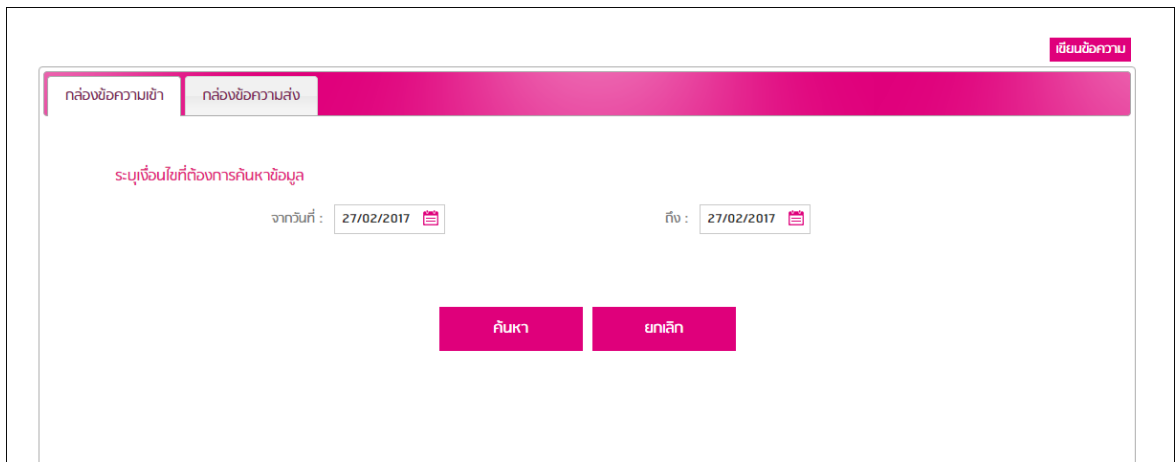 เขียนข้อความ
กล่องข้อความเข้า กล่องข้อความส่ง
ระบุเงื่อนไขที่ต้องการค้นหาข้อมูล
จากวันที่ : 27/02/2017 ถึง : 27/02/2017
ค้นหา ยกเลิก